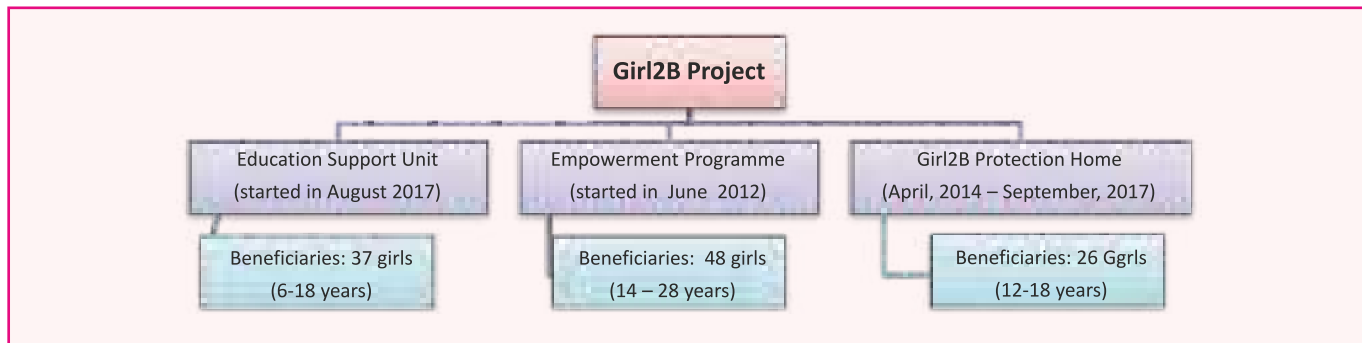 Girl2B Project
Education Support Unit
(started in August 2017)
Beneficiaries: 37 girls
(6-18 years)
Empowerment Programme
(started in June 2012)
Beneficiaries: 48 girls
(14 – 28 years)
Girl2B Protection Home
(April, 2014 – September, 2017)
Beneficiaries: 26 Ggrls
(12-18 years)